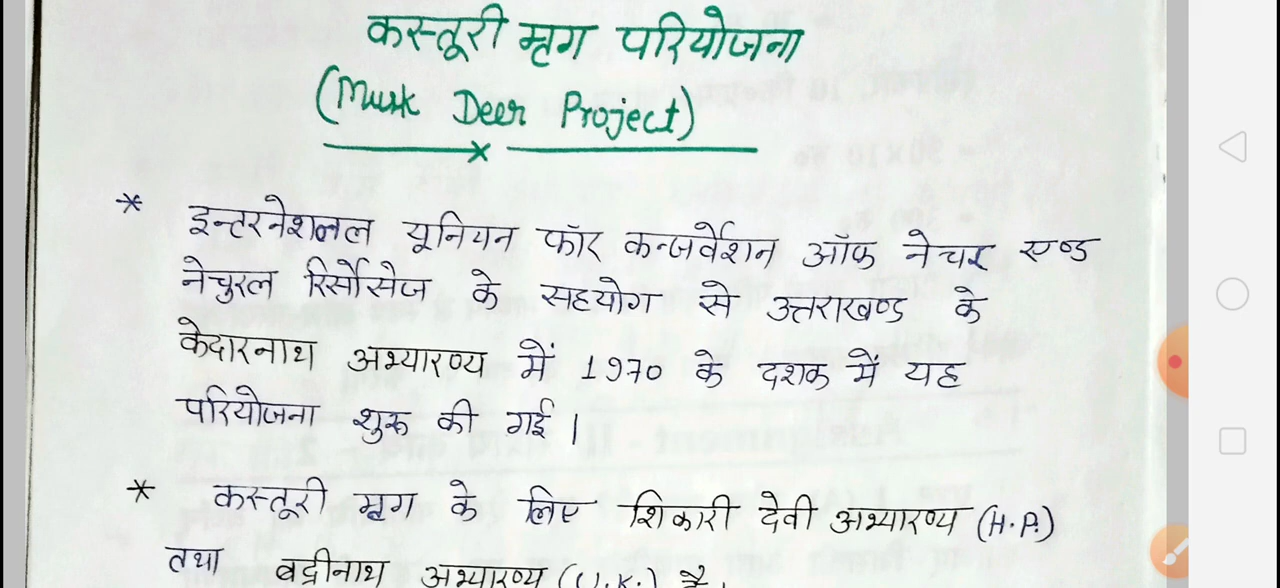 कस्तूरी मृग परियोजना
(Musk Deer Project)
* इन्टरनेशलल यूनियन फॉर कन्जर्वेशन ऑफ नेचर एण्ड
नेचुरल रिर्सोसेज के सहयोग से उत्तराखण्ड के
केदारनाथ अभ्यारण्य में 1970 के दशक में यह
परियोजना शुरू की गई।
* कस्तूरी मृग के लिए शिकारी देवी अभ्यारण्य (H.P.)
तथा बद्रीनाथ अभ्यारण्य (U.K.) है।